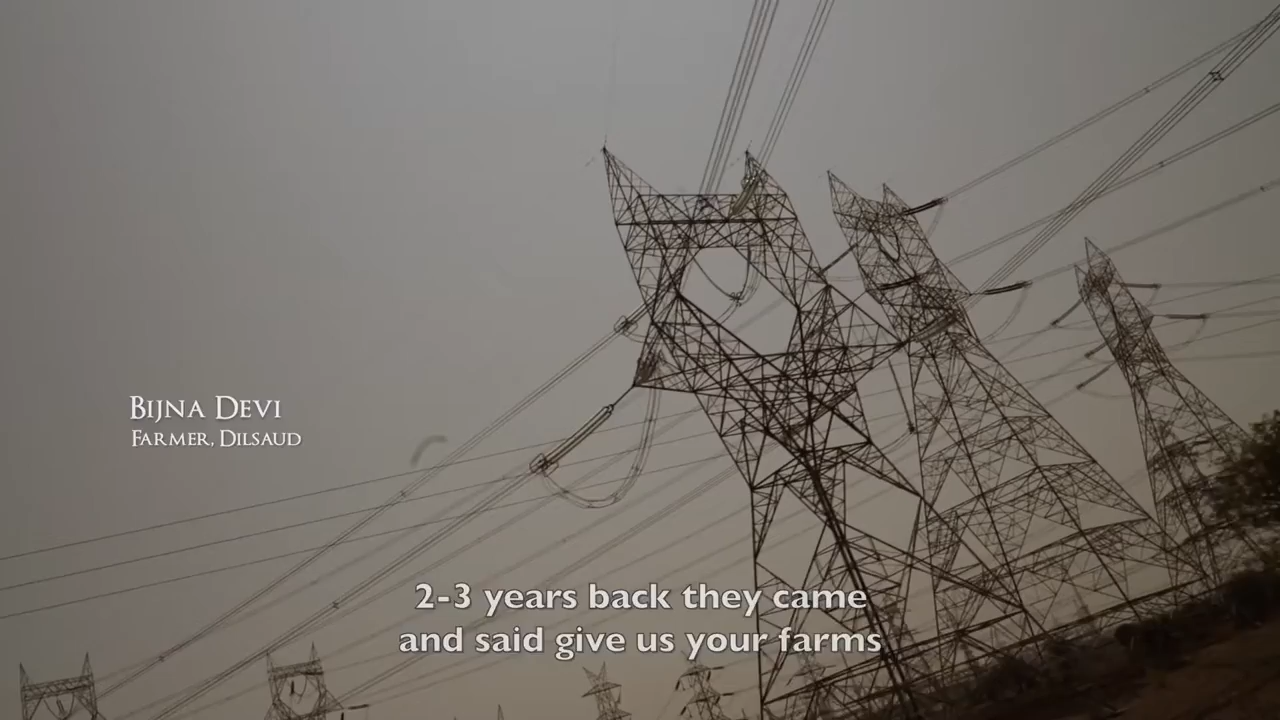 Bijna Devi
Farmer, Dilsaud
2-3 years back they came
and said give us your farms